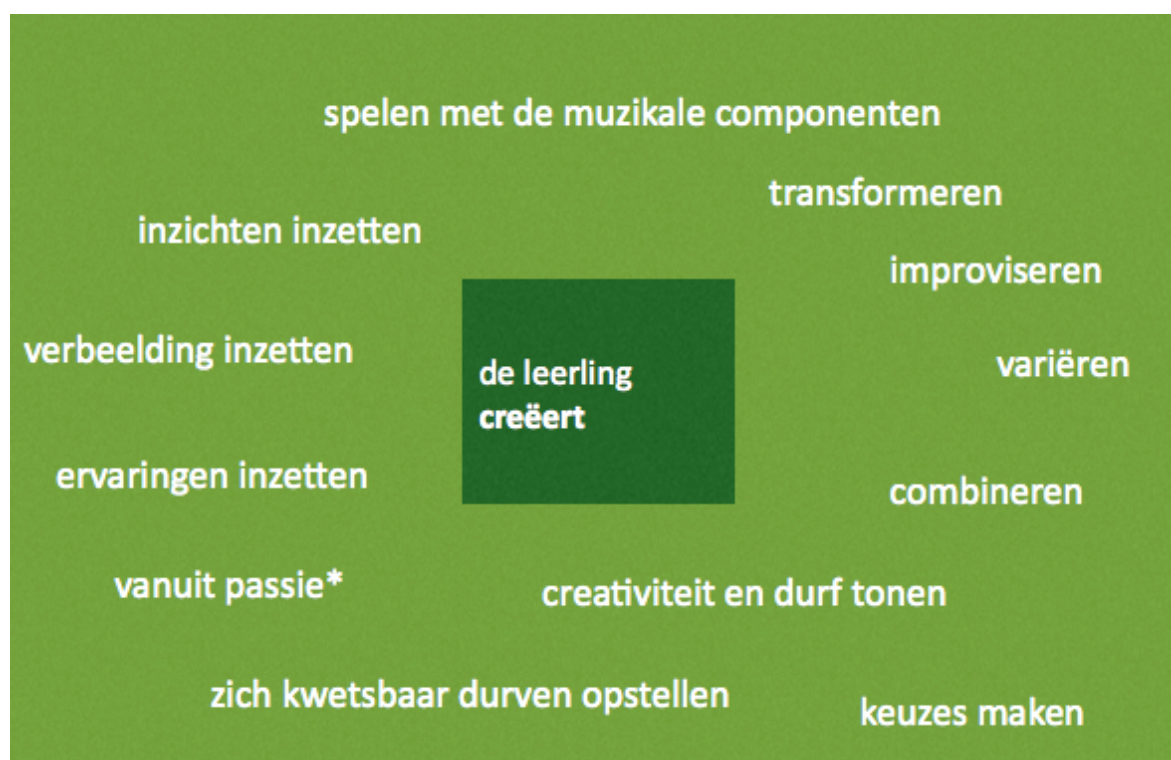 spelen met de muzikale componenten
transformeren
inzichten inzetten
improviseren
verbeelding inzetten
variëren
de leerling
creëert
ervaringen inzetten
combineren
vanuit passie*
creativiteit en durf tonen
zich kwetsbaar durven opstellen
keuzes maken